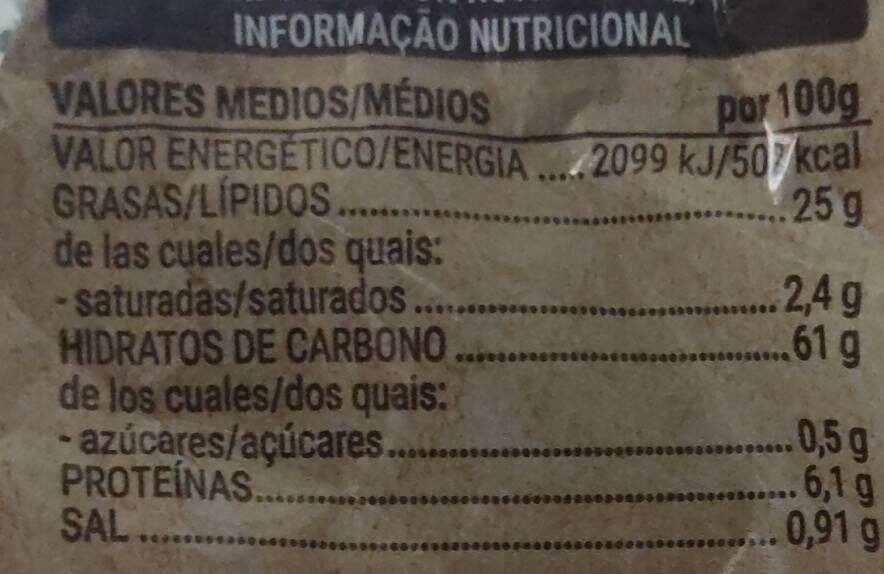 INFORMAÇÃO NUTRICIONAL
VALORES MEDIOS/MÉDIOS por 100g
VALOR ENERGÉTICO/ENERGIA ..... 2099 kJ/502 kcal
GRASAS/LÍPIDOS ..... 25 g
de las cuales/dos quais:
- saturadas/saturados ..... 2,4 g
HIDRATOS DE CARBONO ..... 61 g
de los cuales/dos quais:
- azúcares/açúcares ..... 0,5 g
PROTEÍNAS ..... 6,1 g
SAL ..... 0,91 g